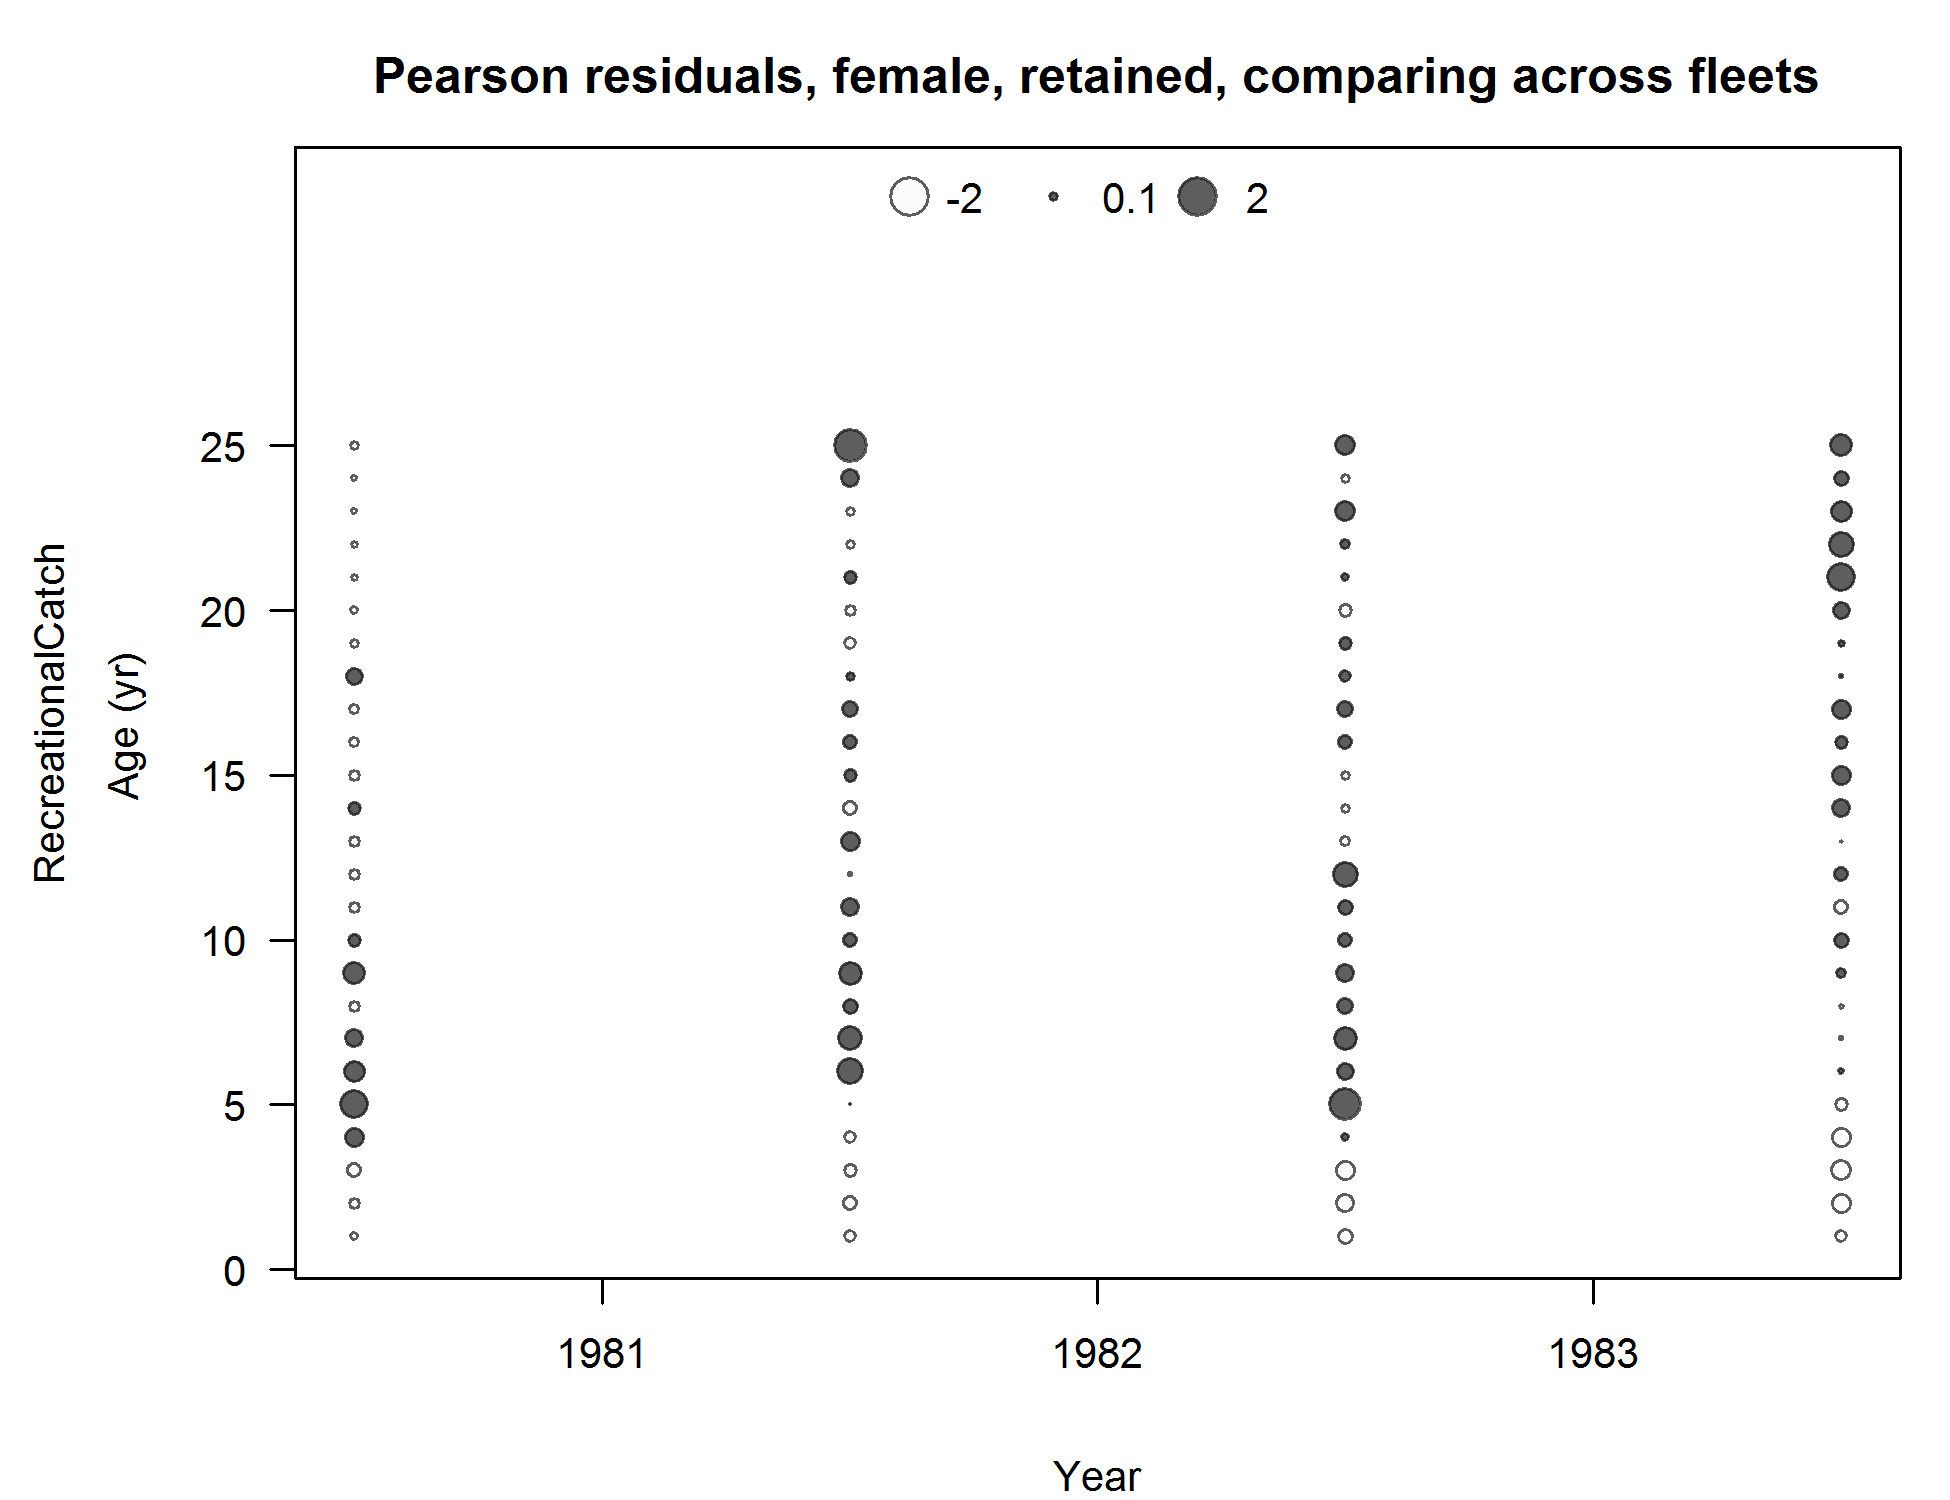 Pearson residuals, female, retained, comparing across fleets
-2 0.1 2
RecreationalCatch
Age (yr)
25
20
15
10
5
0
1981 1982 1983
Year